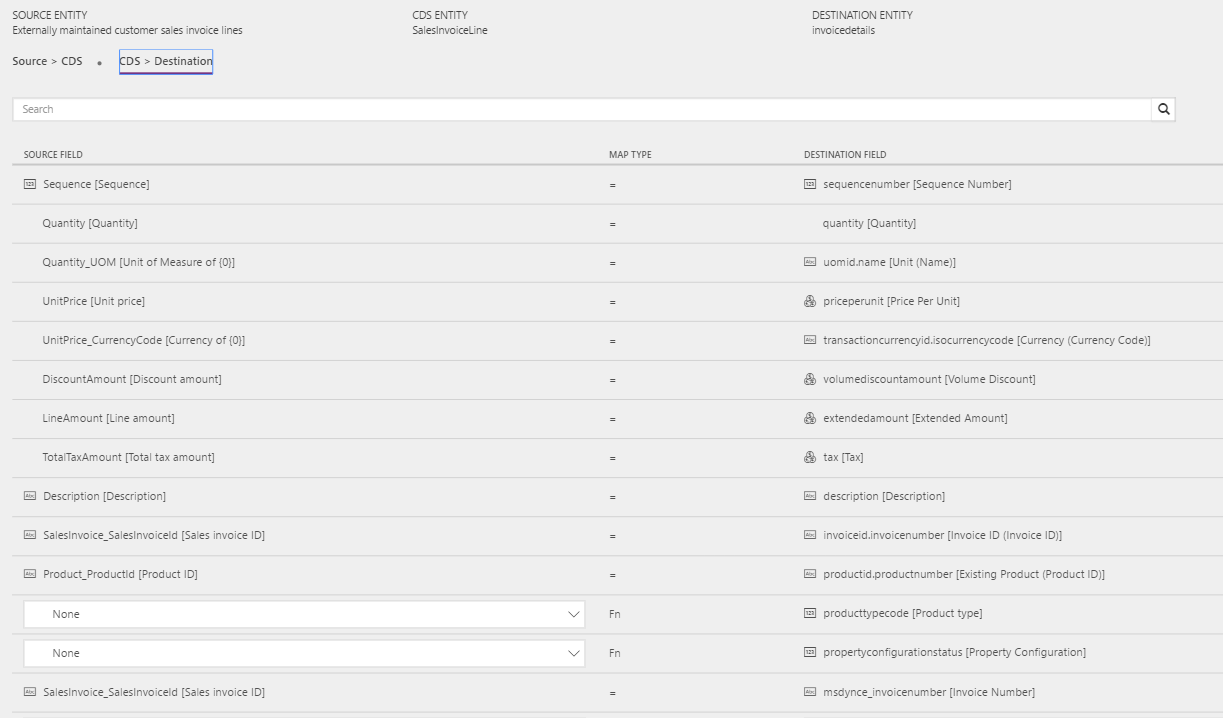 SOURCE ENTITY
Externally maintained customer sales invoice lines
CDS ENTITY
SalesInvoiceLine
DESTINATION ENTITY
invoicedetails
Source > CDS • CDS > Destination
Search
SOURCE FIELD MAP TYPE DESTINATION FIELD
123 Sequence [Sequence] = 123 sequencenumber [Sequence Number]
Quantity [Quantity] = quantity [Quantity]
Quantity_UOM [Unit of Measure of {0}] = Abc uomid.name [Unit (Name)]
UnitPrice [Unit price] = priceperunit [Price Per Unit]
UnitPrice_CurrencyCode [Currency of {0}] = Abc transactioncurrencyid.isocurrencycode [Currency (Currency Code)]
DiscountAmount [Discount amount] = volumediscountamount [Volume Discount]
LineAmount [Line amount] = extendedamount [Extended Amount]
TotalTaxAmount [Total tax amount] = tax [Tax]
Abc Description [Description] = Abc description [Description]
Abc SalesInvoice_SalesInvoiceId [Sales invoice ID] = Abc invoiceid.invoicenumber [Invoice ID (Invoice ID)]
Abc Product_ProductId [Product ID] = Abc productid.productnumber [Existing Product (Product ID)]
None Fn 123 producttypecode [Product type]
None Fn 123 propertyconfigurationstatus [Property Configuration]
Abc SalesInvoice_SalesInvoiceId [Sales invoice ID] = Abc msdynce_invoicenumber [Invoice Number]